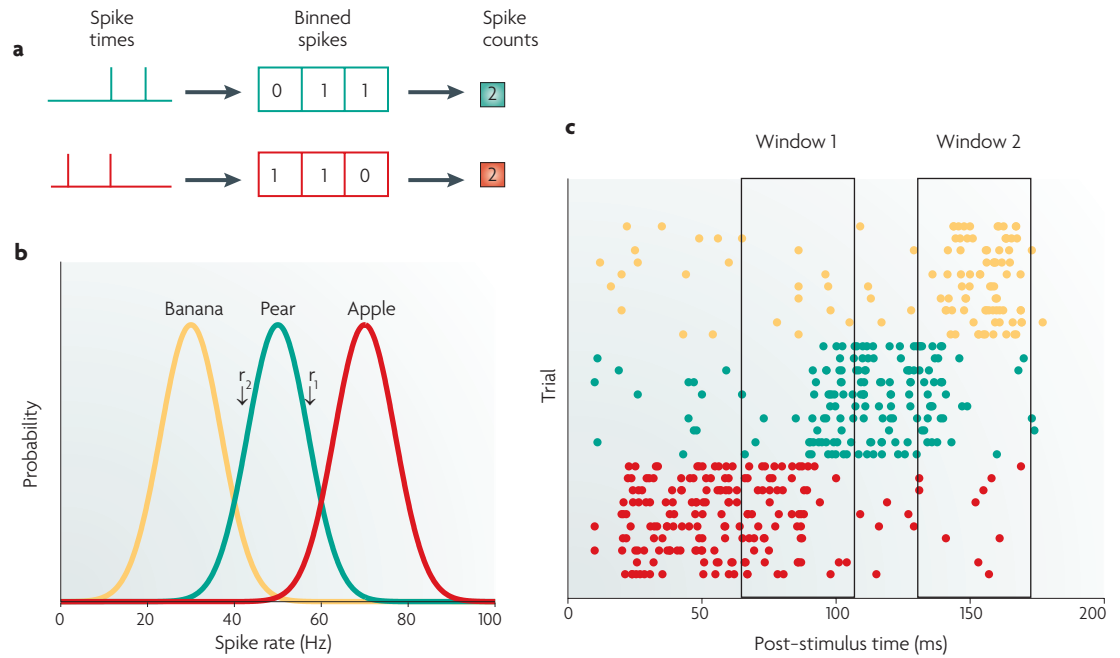 a
Spike times
Binned spikes
Spike counts
0 1 1
2
1 1 0
2
b
Banana
Pear
Apple
r2
r1
Probability
0 20 40 60 80 100
Spike rate (Hz)
c
Window 1
Window 2
Trial
0 50 100 150 200
Post-stimulus time (ms)